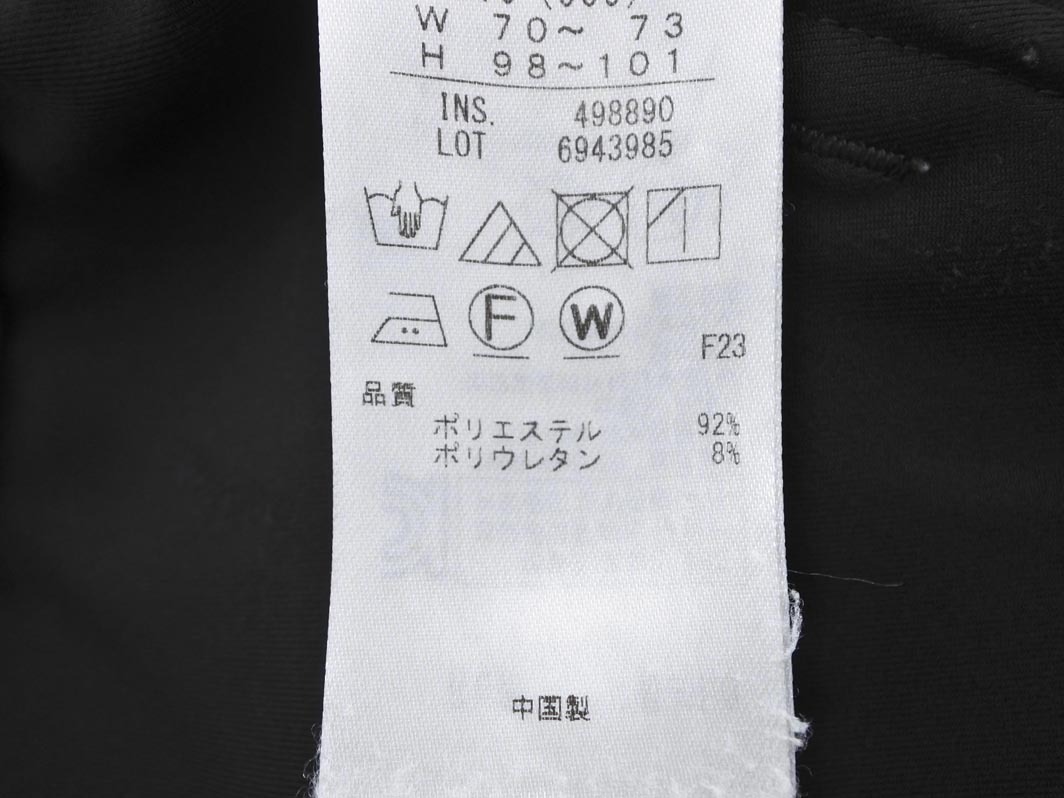 W 70～ 73
H 98～101
INS. 498890
LOT 6943985
F W F23
品質
ポリエステル 92%
ポリウレタン 8%
中国製